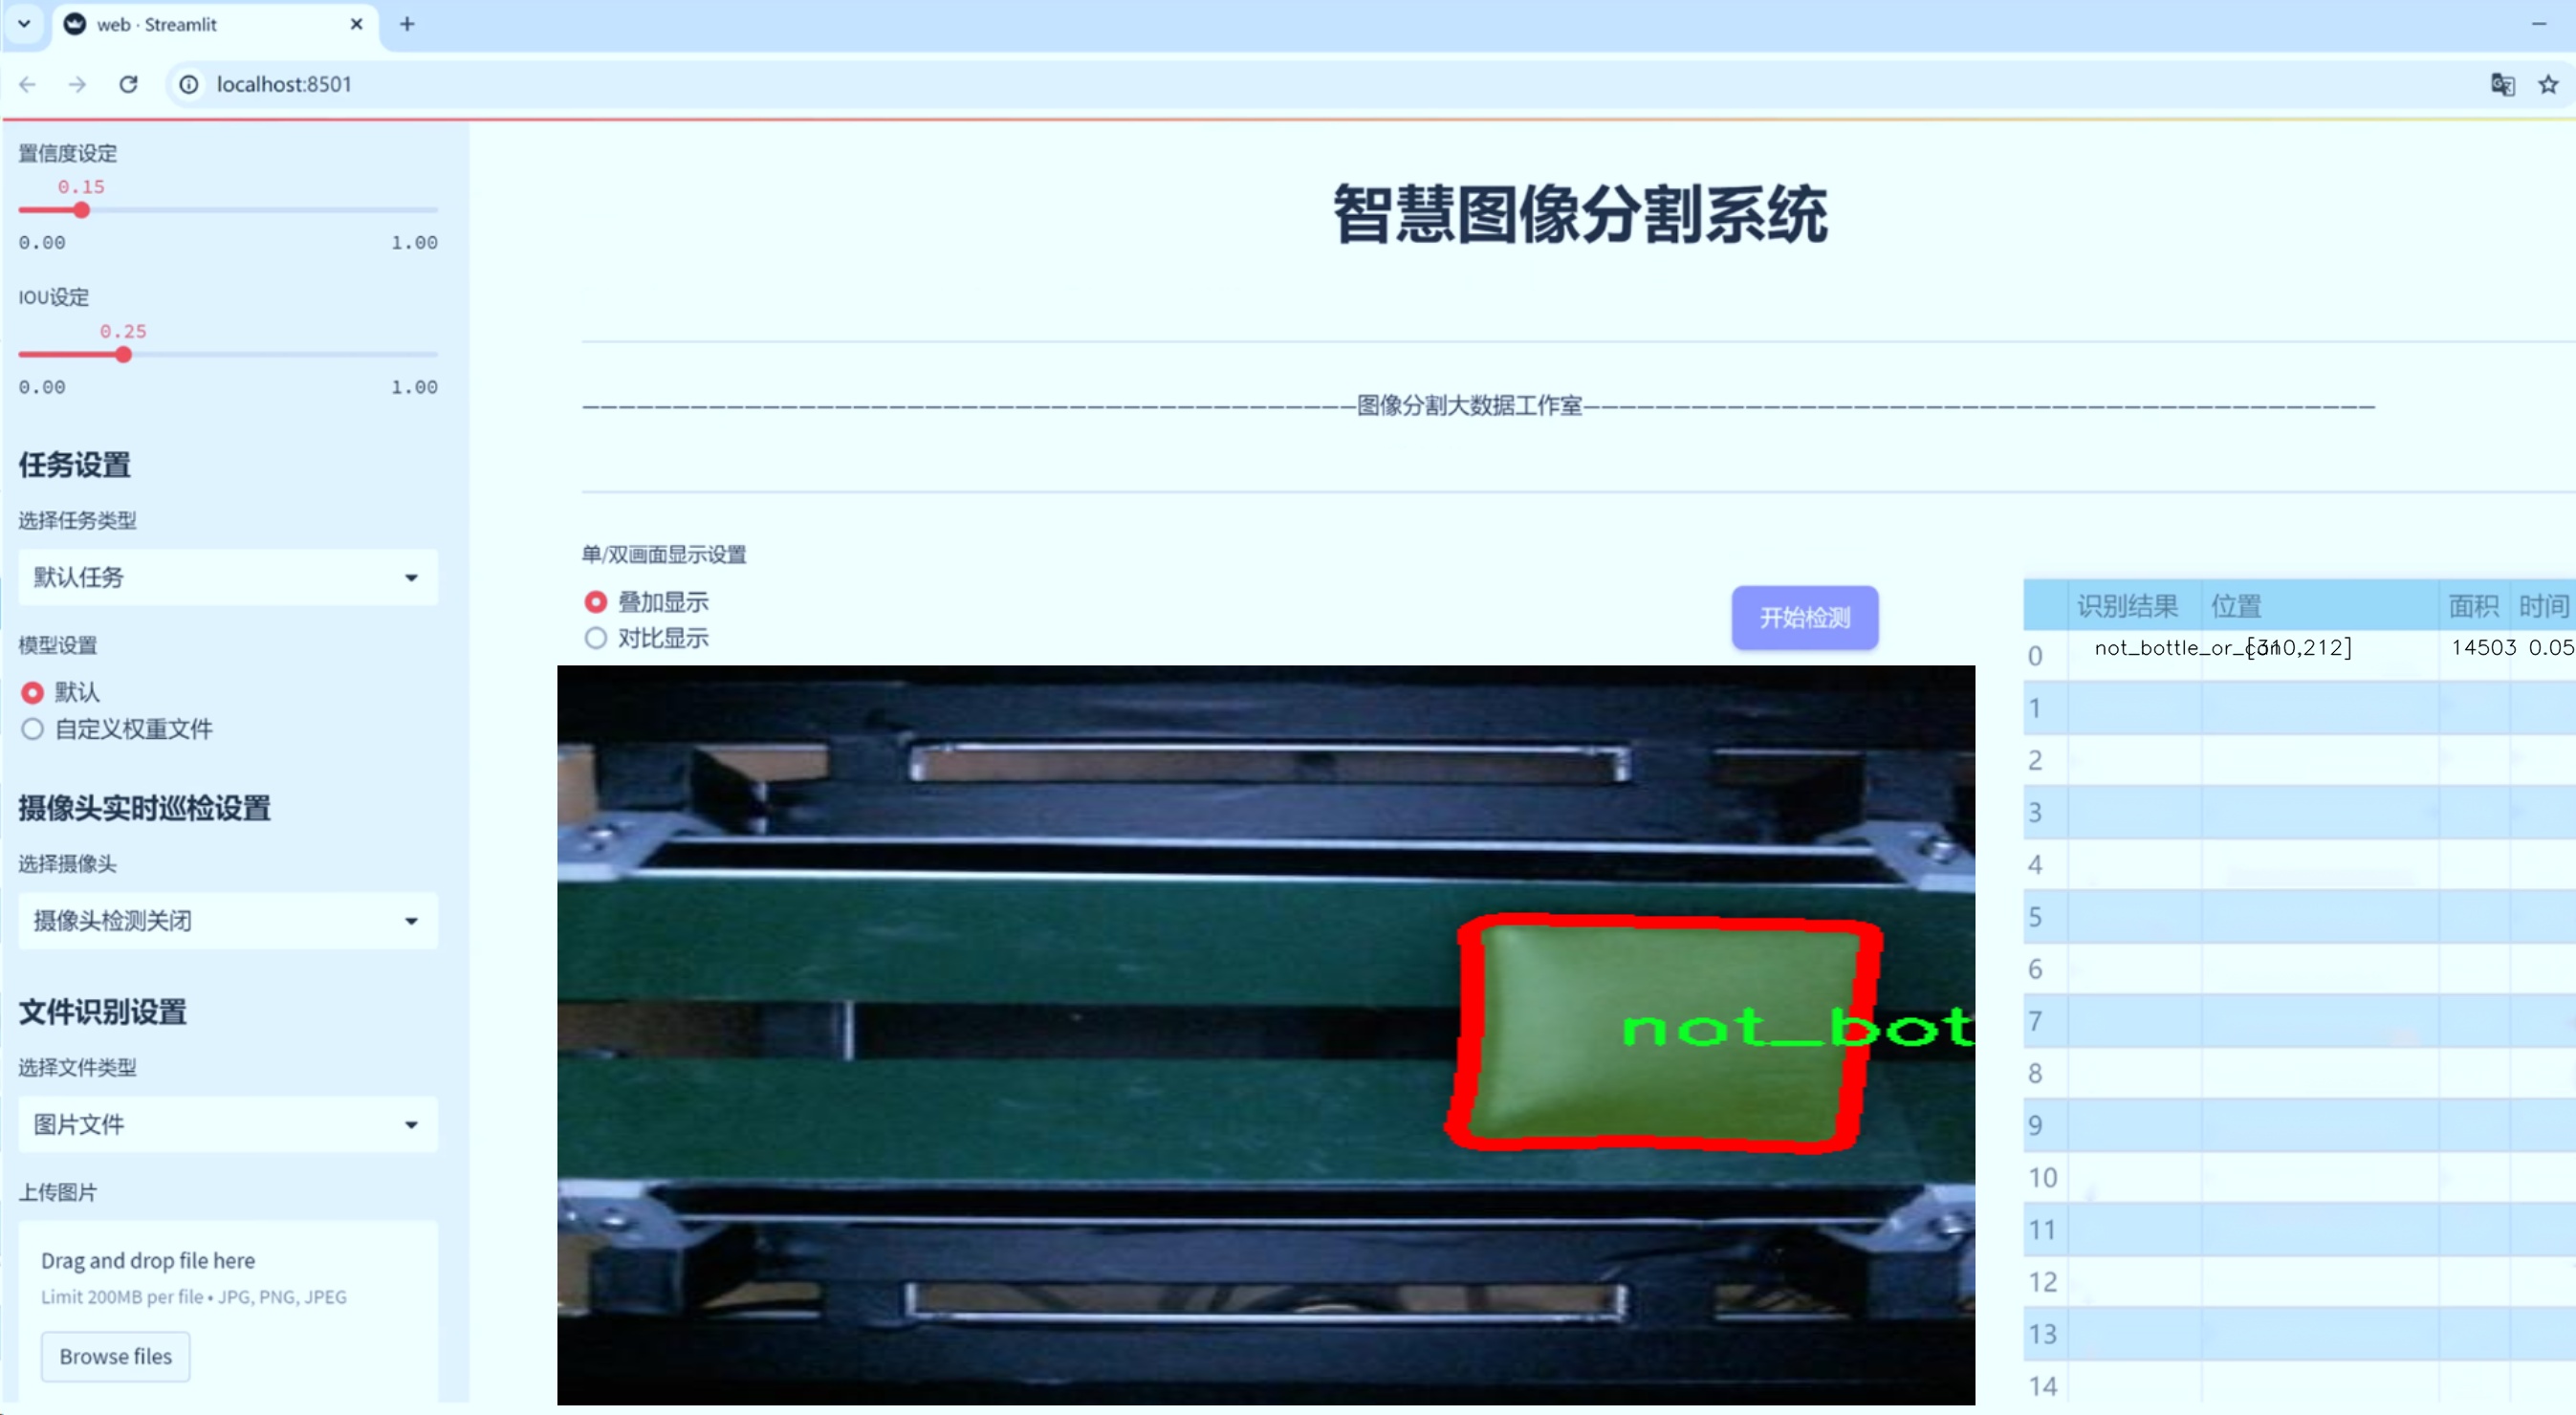 web · Streamlit
localhost:8501
置信度设定
0.15
0.00 1.00
IOU设定
0.25
0.00 1.00
任务设置
选择任务类型
默认任务
模型设置
默认
自定义权重文件
摄像头实时巡检设置
选择摄像头
摄像头检测关闭
文件识别设置
选择文件类型
图片文件
上传图片
Drag and drop file here
Limit 200MB per file • JPG, PNG, JPEG
Browse files
智慧图像分割系统
图像分割大数据工作室
单/双画面显示设置
叠加显示
对比显示
开始检测
not_bot
识别结果 位置 面积 时间
0 not_bottle_or_can [310,212] 14503 0.05
1
2
3
4
5
6
7
8
9
10
11
12
13
14